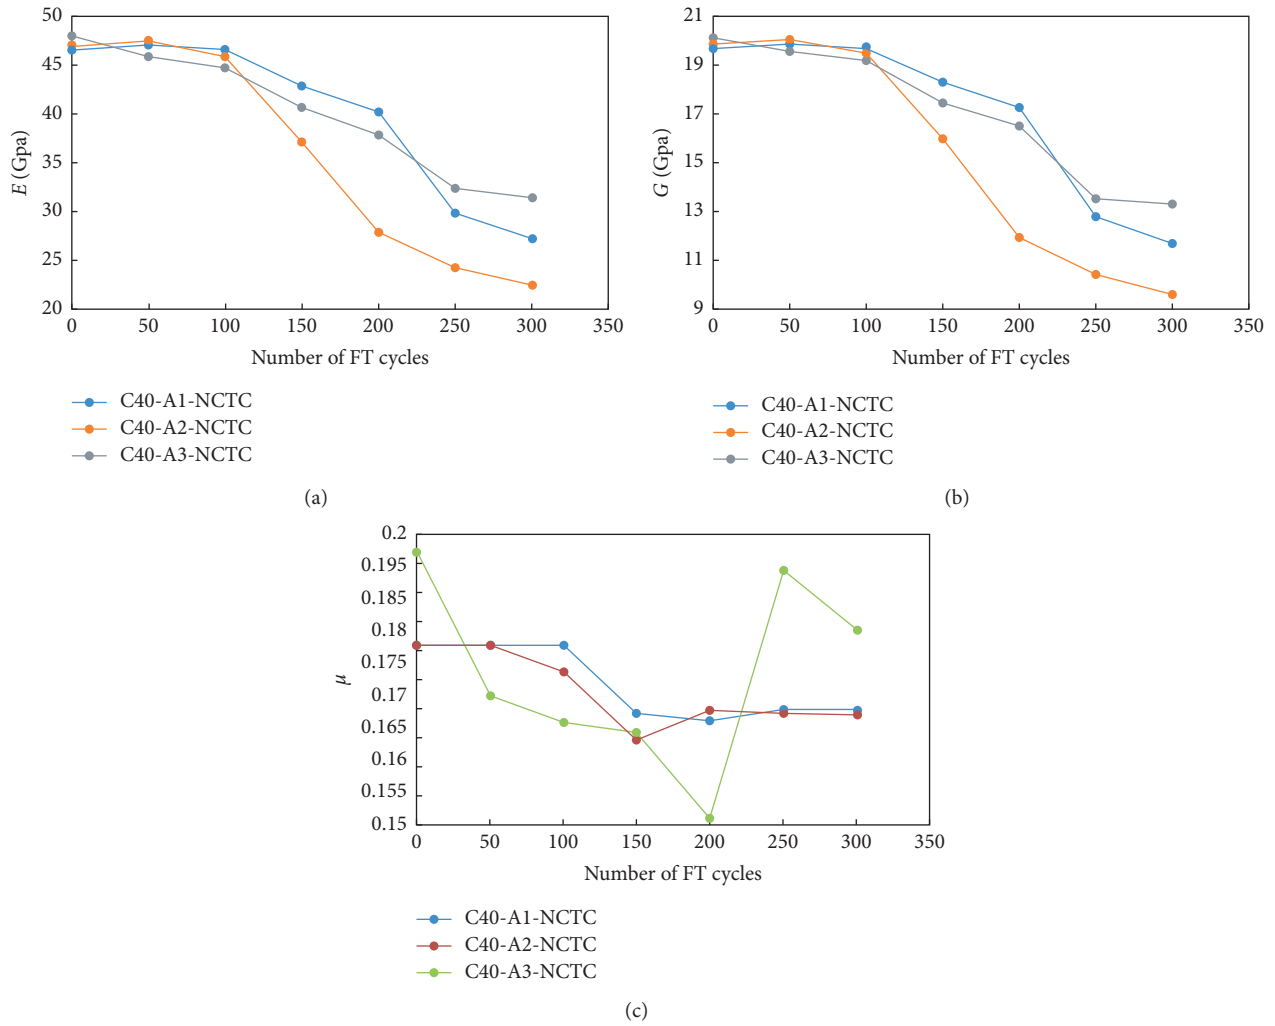 50
45
40
35
30
25
20
E (Gpa)
0 50 100 150 200 250 300 350
Number of FT cycles
C40-A1-NCTC
C40-A2-NCTC
C40-A3-NCTC
(a)
21
19
17
15
13
11
9
G (Gpa)
0 50 100 150 200 250 300 350
Number of FT cycles
C40-A1-NCTC
C40-A2-NCTC
C40-A3-NCTC
(b)
0.2
0.195
0.185
0.18
0.175
0.17
0.165
0.16
0.155
0.15
μ
0 50 100 150 200 250 300 350
Number of FT cycles
C40-A1-NCTC
C40-A2-NCTC
C40-A3-NCTC
(c)